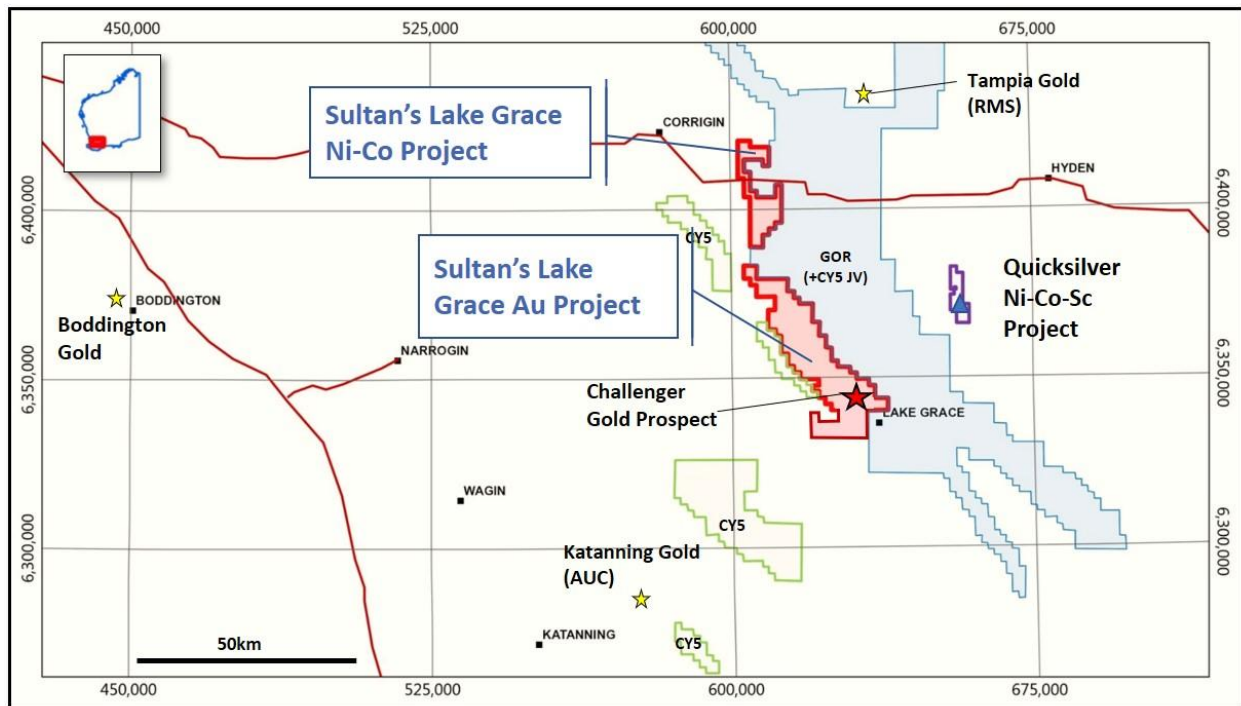 450,000
525,000
600,000
675,000
Tampia Gold
(RMS)
Sultan's Lake Grace
Ni-Co Project
CORRIGIN
HYDEN
6,400,000
6,400,000
CY5
Sultan's Lake
Grace Au Project
GOR
(+CY5 JV)
Quicksilver
Ni-Co-Sc
Project
BODDINGTON
Boddington
Gold
NARROGIN
6,350,000
6,350,000
Challenger
Gold Prospect
LAKE GRACE
WAGIN
CY5
6,300,000
6,300,000
Katanning Gold
(AUC)
KATANNING
CY5
50km
450,000
525,000
600,000
675,000